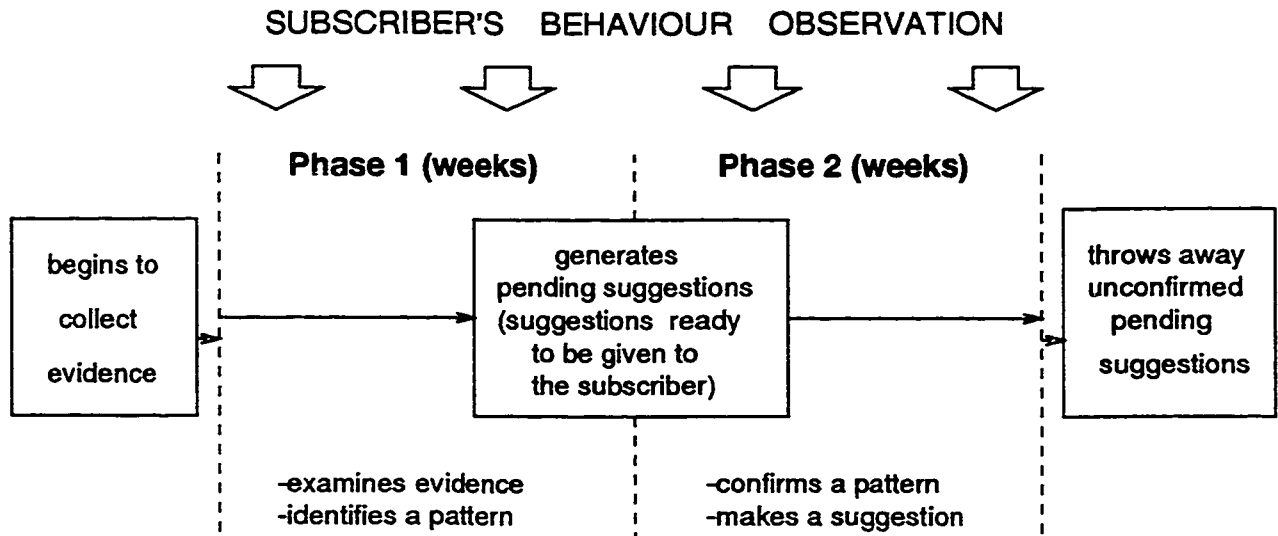 SUBSCRIBER'S BEHAVIOUR OBSERVATION
Phase 1 (weeks)
Phase 2 (weeks)
begins to
collect
evidence
generates
pending suggestions
(suggestions ready
to be given to
the subscriber)
throws away
unconfirmed
pending
suggestions
-examines evidence
-identifies a pattern
-confirms a pattern
-makes a suggestion